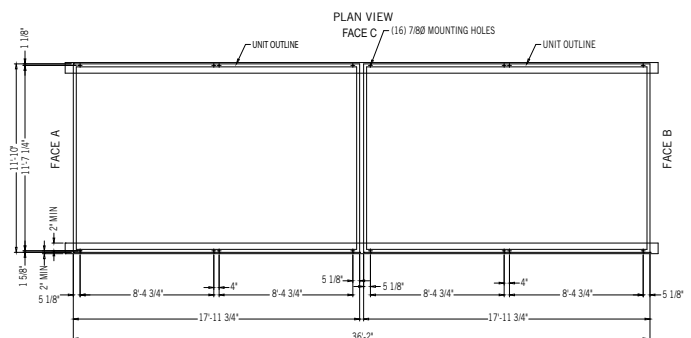 PLAN VIEW
FACE C
(16) 7/8Ø MOUNTING HOLES
UNIT OUTLINE
UNIT OUTLINE
1 1/8"
11'-10"
11'-7 1/4"
FACE A
FACE B
2" MIN
1 5/8"
2" MIN
5 1/8"
8'-4 3/4"
4"
8'-4 3/4"
5 1/8"
5 1/8"
8'-4 3/4"
4"
8'-4 3/4"
5 1/8"
17'-11 3/4"
17'-11 3/4"
36'-2"